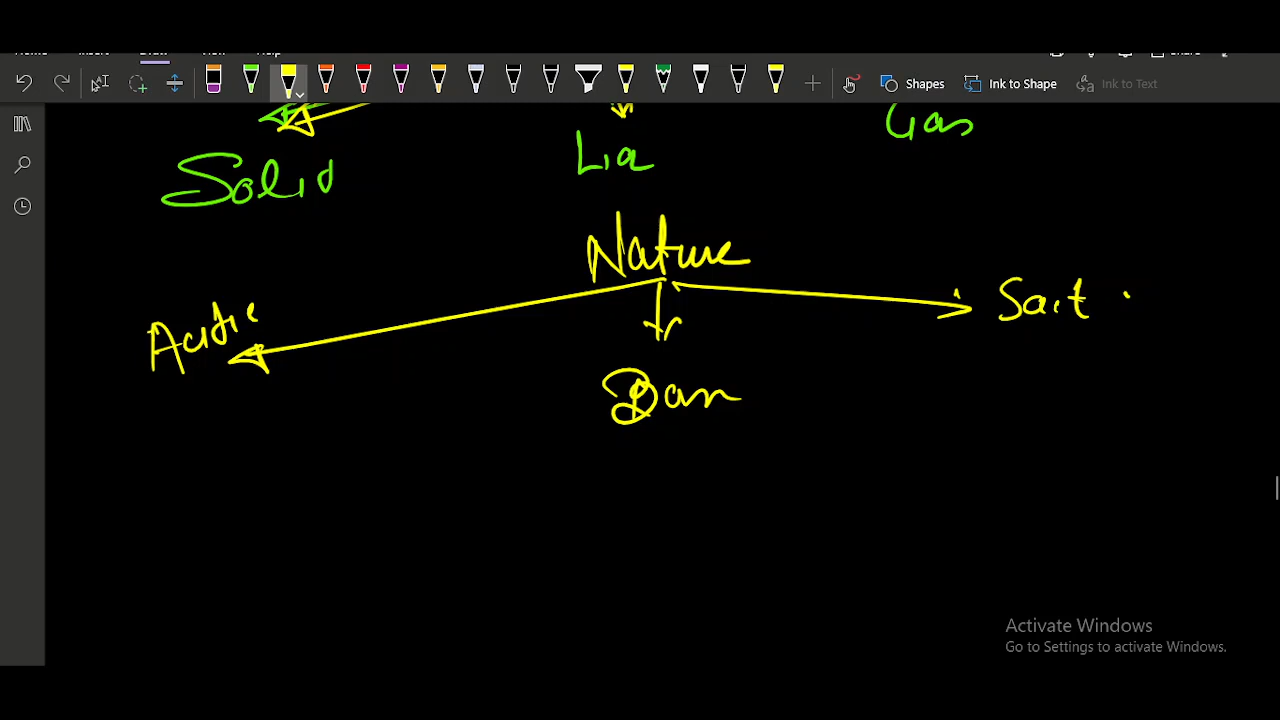 Shapes Ink to Shape Ink to Text
Gas
Lia
Solid
Nature
Salt
Acidic
Activate Windows
Go to Settings to activate Windows.